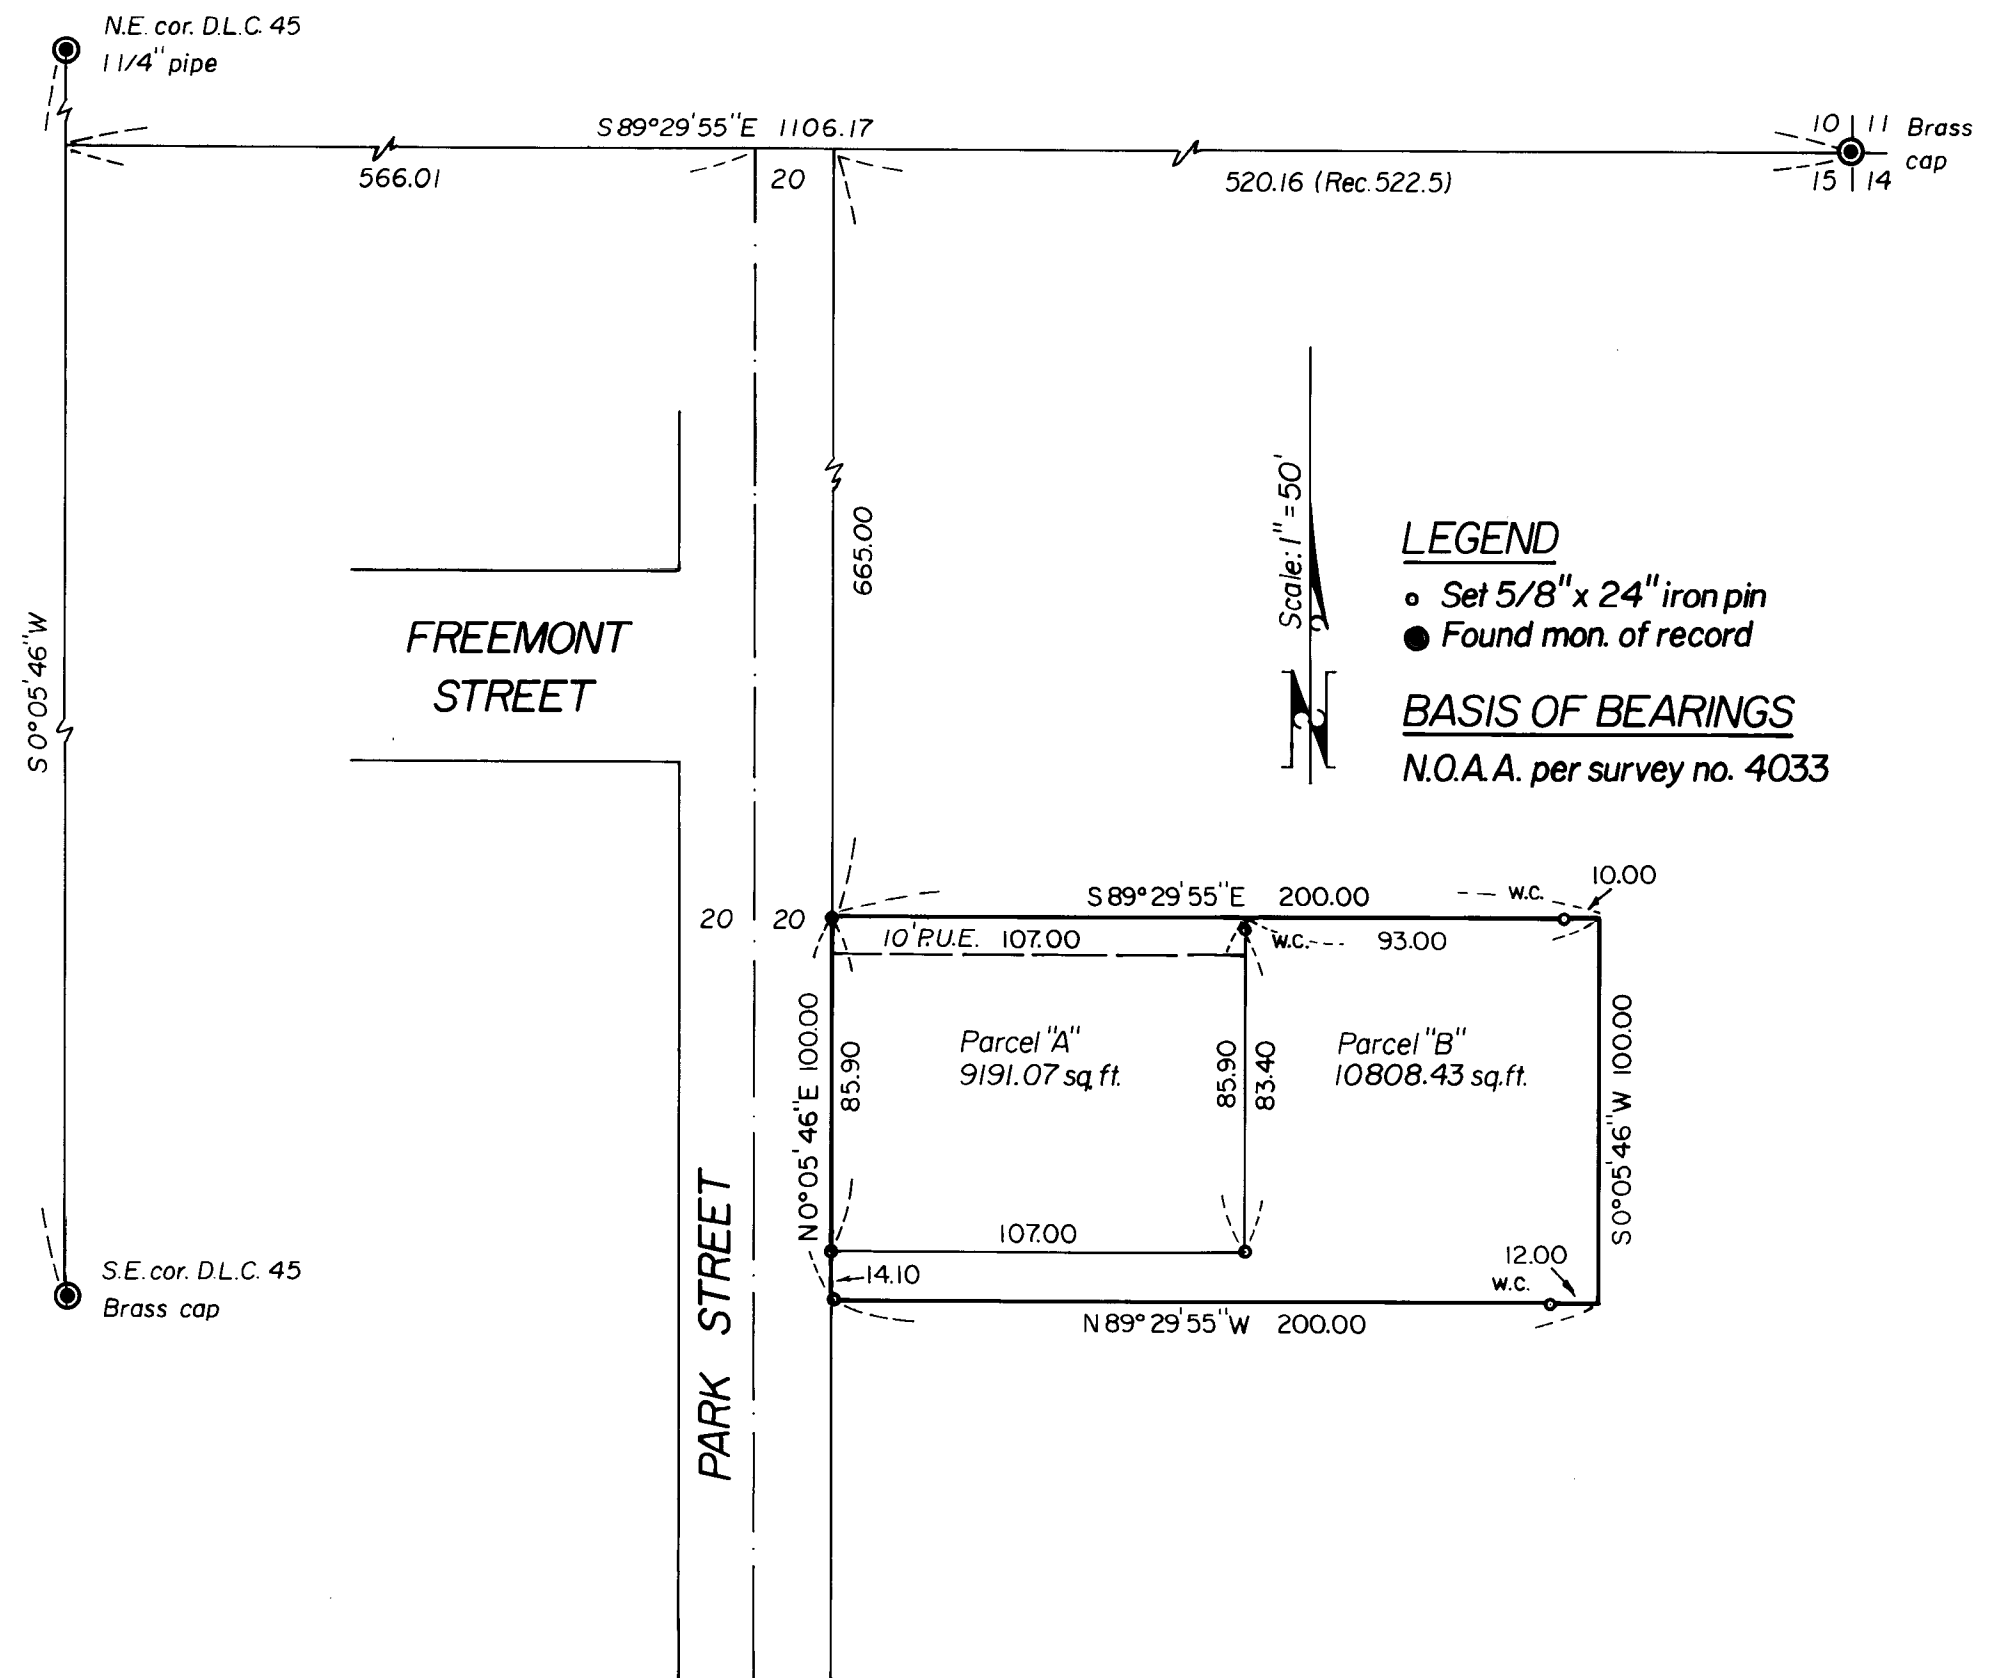 N.E. cor. D.L.C. 45
1 1/4" pipe
S 89°29'55"E 1106.17
10 11 Brass
cap
15 14
566.01
20
520.16 (Rec. 522.5)
665.00
Scale: 1" = 50'
N
LEGEND
Set 5/8" x 24" iron pin
Found mon. of record
BASIS OF BEARINGS
N.O.A.A. per survey no. 4033
FREEMONT
STREET
S 0°05'46"W
10.00
S 89°29'55"E 200.00
W.C.
20 20
10' P.U.E. 107.00
W.C.
93.00
N 0°05'46"E 100.00
85.90
Parcel "A"
9191.07 sq. ft.
85.90
83.40
Parcel "B"
10808.43 sq. ft.
S 0°05'46"W 100.00
107.00
14.10
12.00
W.C.
N 89°29'55"W 200.00
S.E. cor. D.L.C. 45
Brass cap
PARK STREET